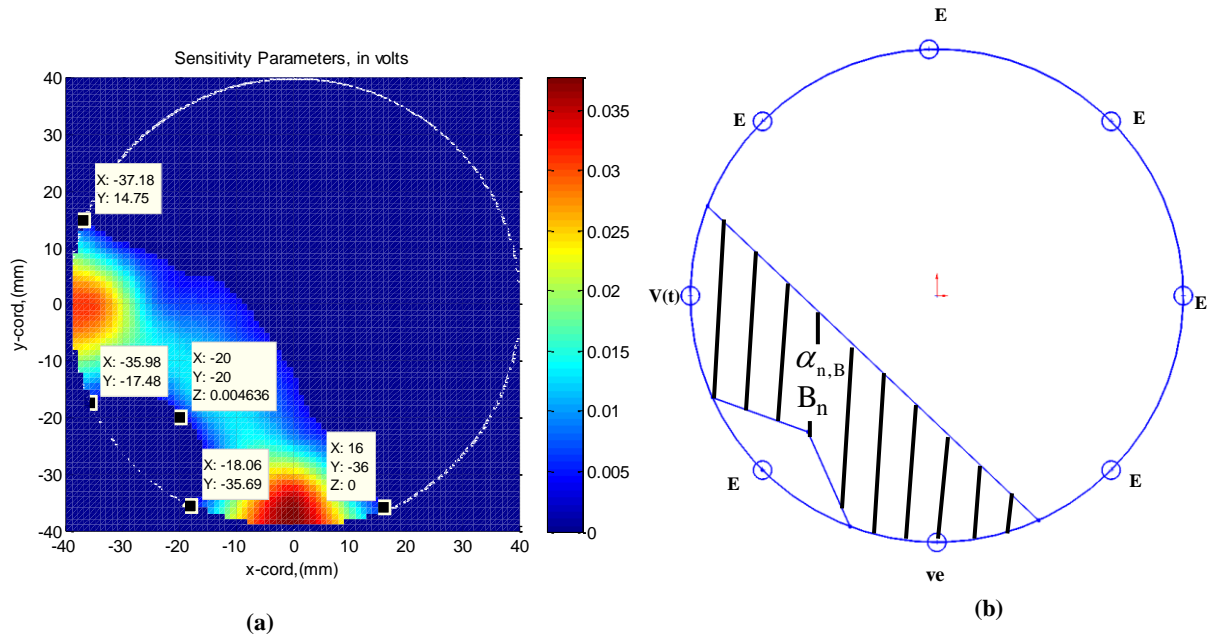 Sensitivity Parameters, in volts
40
30
20
10
0
-10
-20
-30
-40
y-cord,(mm)
X: -37.18
Y: 14.75
X: -35.98
Y: -17.48
X: -20
Y: -20
Z: 0.004636
X: -18.06
Y: -35.69
X: 16
Y: -36
Z: 0
-40 -30 -20 -10 0 10 20 30 40
x-cord,(mm)
0.035
0.03
0.025
0.02
0.015
0.01
0.005
0
(a)
E
E
E
V(t)
E
α n,B
B n
E
E
ve
(b)